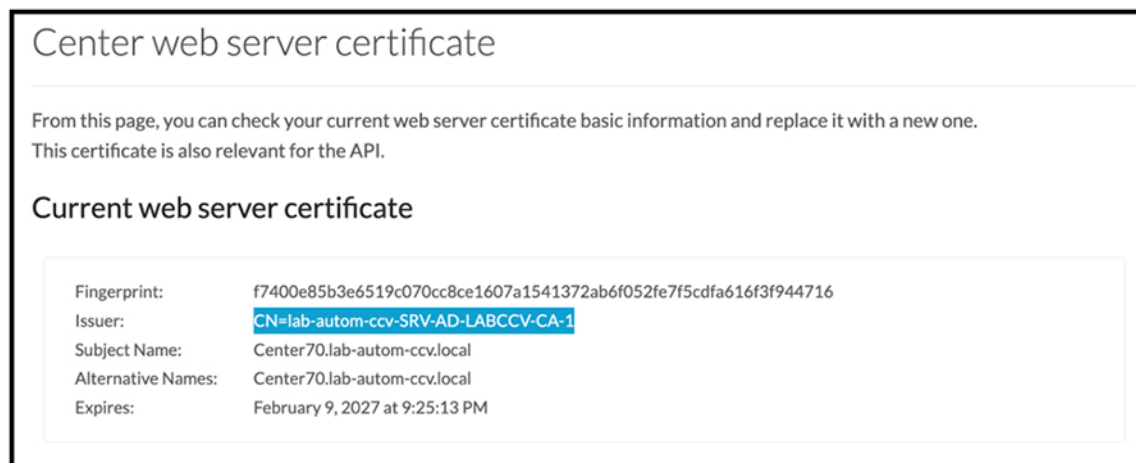 Center web server certificate
From this page, you can check your current web server certificate basic information and replace it with a new one.
This certificate is also relevant for the API.
Current web server certificate
Fingerprint: f7400e85b3e6519c070cc8ce1607a1541372ab6f052fe7f5cdfa616f3f944716
Issuer: CN=lab-autom-ccv-SRV-AD-LABCCV-CA-1
Subject Name: Center70.lab-autom-ccv.local
Alternative Names: Center70.lab-autom-ccv.local
Expires: February 9, 2027 at 9:25:13 PM